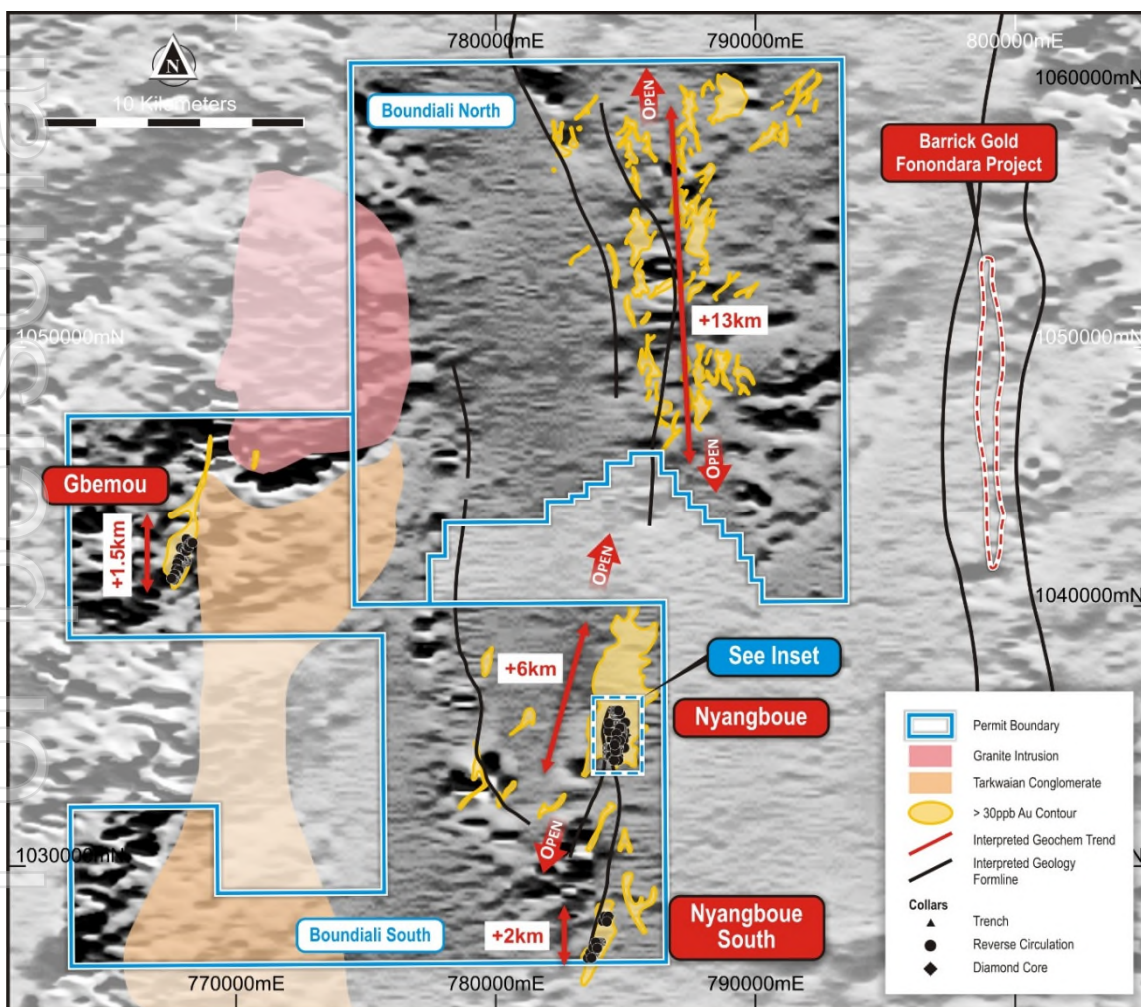 780000mE
790000mE
800000mE
N
10 Kilometers
1060000mN
Boundiali North
OPEN
Barrick Gold
Fonondara Project
1050000mN
+13km
Gbemou
OPEN
+1.5km
OPEN
1040000mN
+6km
See Inset
Nyangboue
OPEN
1030000mN
+2km
Nyangboue
South
Boundiali South
770000mE
780000mE
790000mE
Permit Boundary
Granite Intrusion
Tarkwaian Conglomerate
> 30ppb Au Contour
Interpreted Geochem Trend
Interpreted Geology
Formline
Collars
Trench
Reverse Circulation
Diamond Core